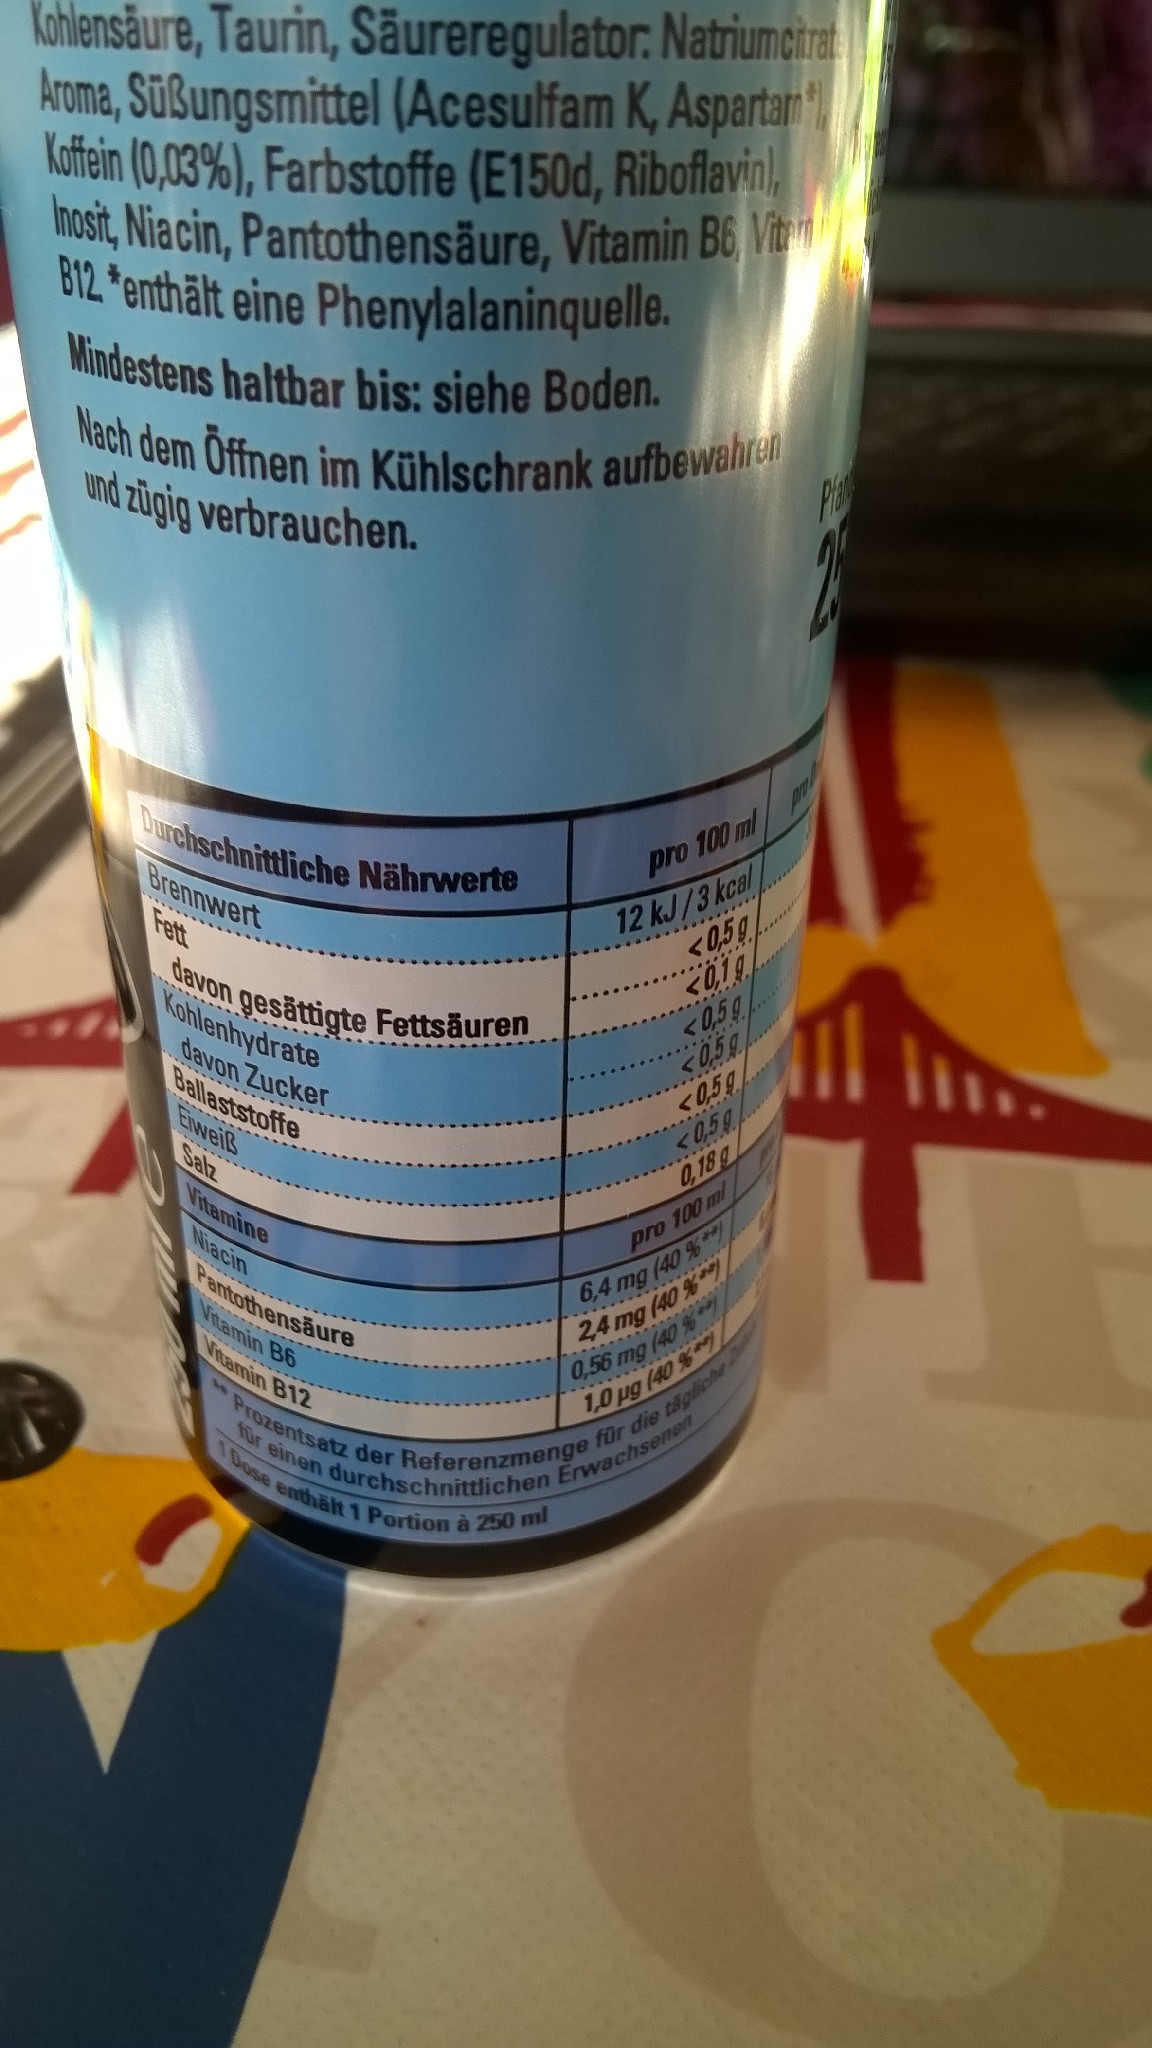 Kohlensäure, Taurin, Säureregulator: Natriumcitrate
Aroma, Süßungsmittel (Acesulfam K, Aspartam*),
Koffein (0,03%), Farbstoffe (E150d, Riboflavin),
Inosit, Niacin, Pantothensäure, Vitamin B6,
B12. *enthält eine Phenylalaninquelle.
Mindestens haltbar bis: siehe Boden.
Nach dem Öffnen im Kühlschrank aufbewahren
und zügig verbrauchen.
Durchschnittliche Nährwerte pro 100 ml pro
Brennwert 12 kJ / 3 kcal
Fett < 0,5 g
davon gesättigte Fettsäuren < 0,1 g
Kohlenhydrate < 0,5 g
davon Zucker < 0,5 g
Ballaststoffe < 0,5 g
Eiweiß < 0,5 g
Salz 0,18 g
Vitamine pro 100 ml
Niacin 6,4 mg (40 %**)
Pantothensäure 2,4 mg (40 %**)
Vitamin B6 0,56 mg (40 %**)
Vitamin B12 1,0 µg (40 %**)
** Prozentsatz der Referenzmenge für die tägliche
für einen durchschnittlichen Erwachsenen
1 Dose enthält 1 Portion à 250 ml